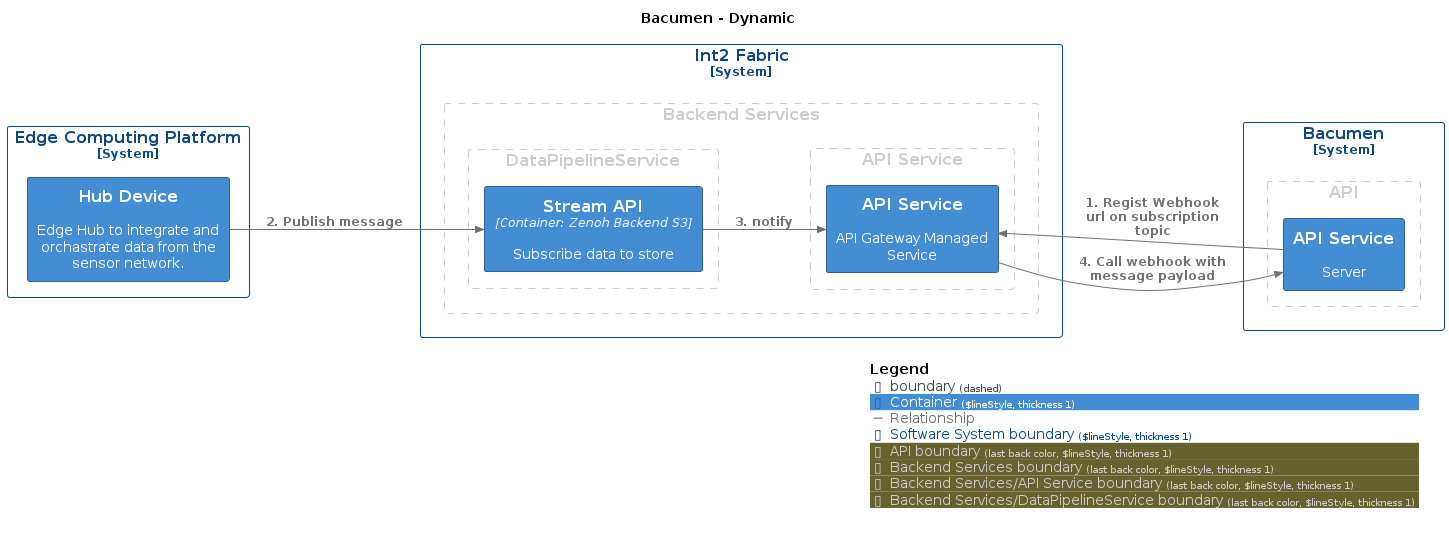 Bacumen - Dynamic
Int2 Fabric
[System]
Backend Services
Edge Computing Platform
[System]
Hub Device
Edge Hub to integrate and
orchastrate data from the
sensor network.
2. Publish message
DataPipelineService
Stream API
[Container: Zenoh Backend S3]
Subscribe data to store
3. notify
API Service
API Service
API Gateway Managed
Service
1. Regist Webhook
url on subscription
topic
4. Call webhook with
message payload
Bacumen
[System]
API
API Service
Server
Legend
boundary (dashed)
Container ($lineStyle, thickness 1)
Relationship
Software System boundary ($lineStyle, thickness 1)
API boundary (last back color, $lineStyle, thickness 1)
Backend Services boundary (last back color, $lineStyle, thickness 1)
Backend Services/API Service boundary (last back color, $lineStyle, thickness 1)
Backend Services/DataPipelineService boundary (last back color, $lineStyle, thickness 1)